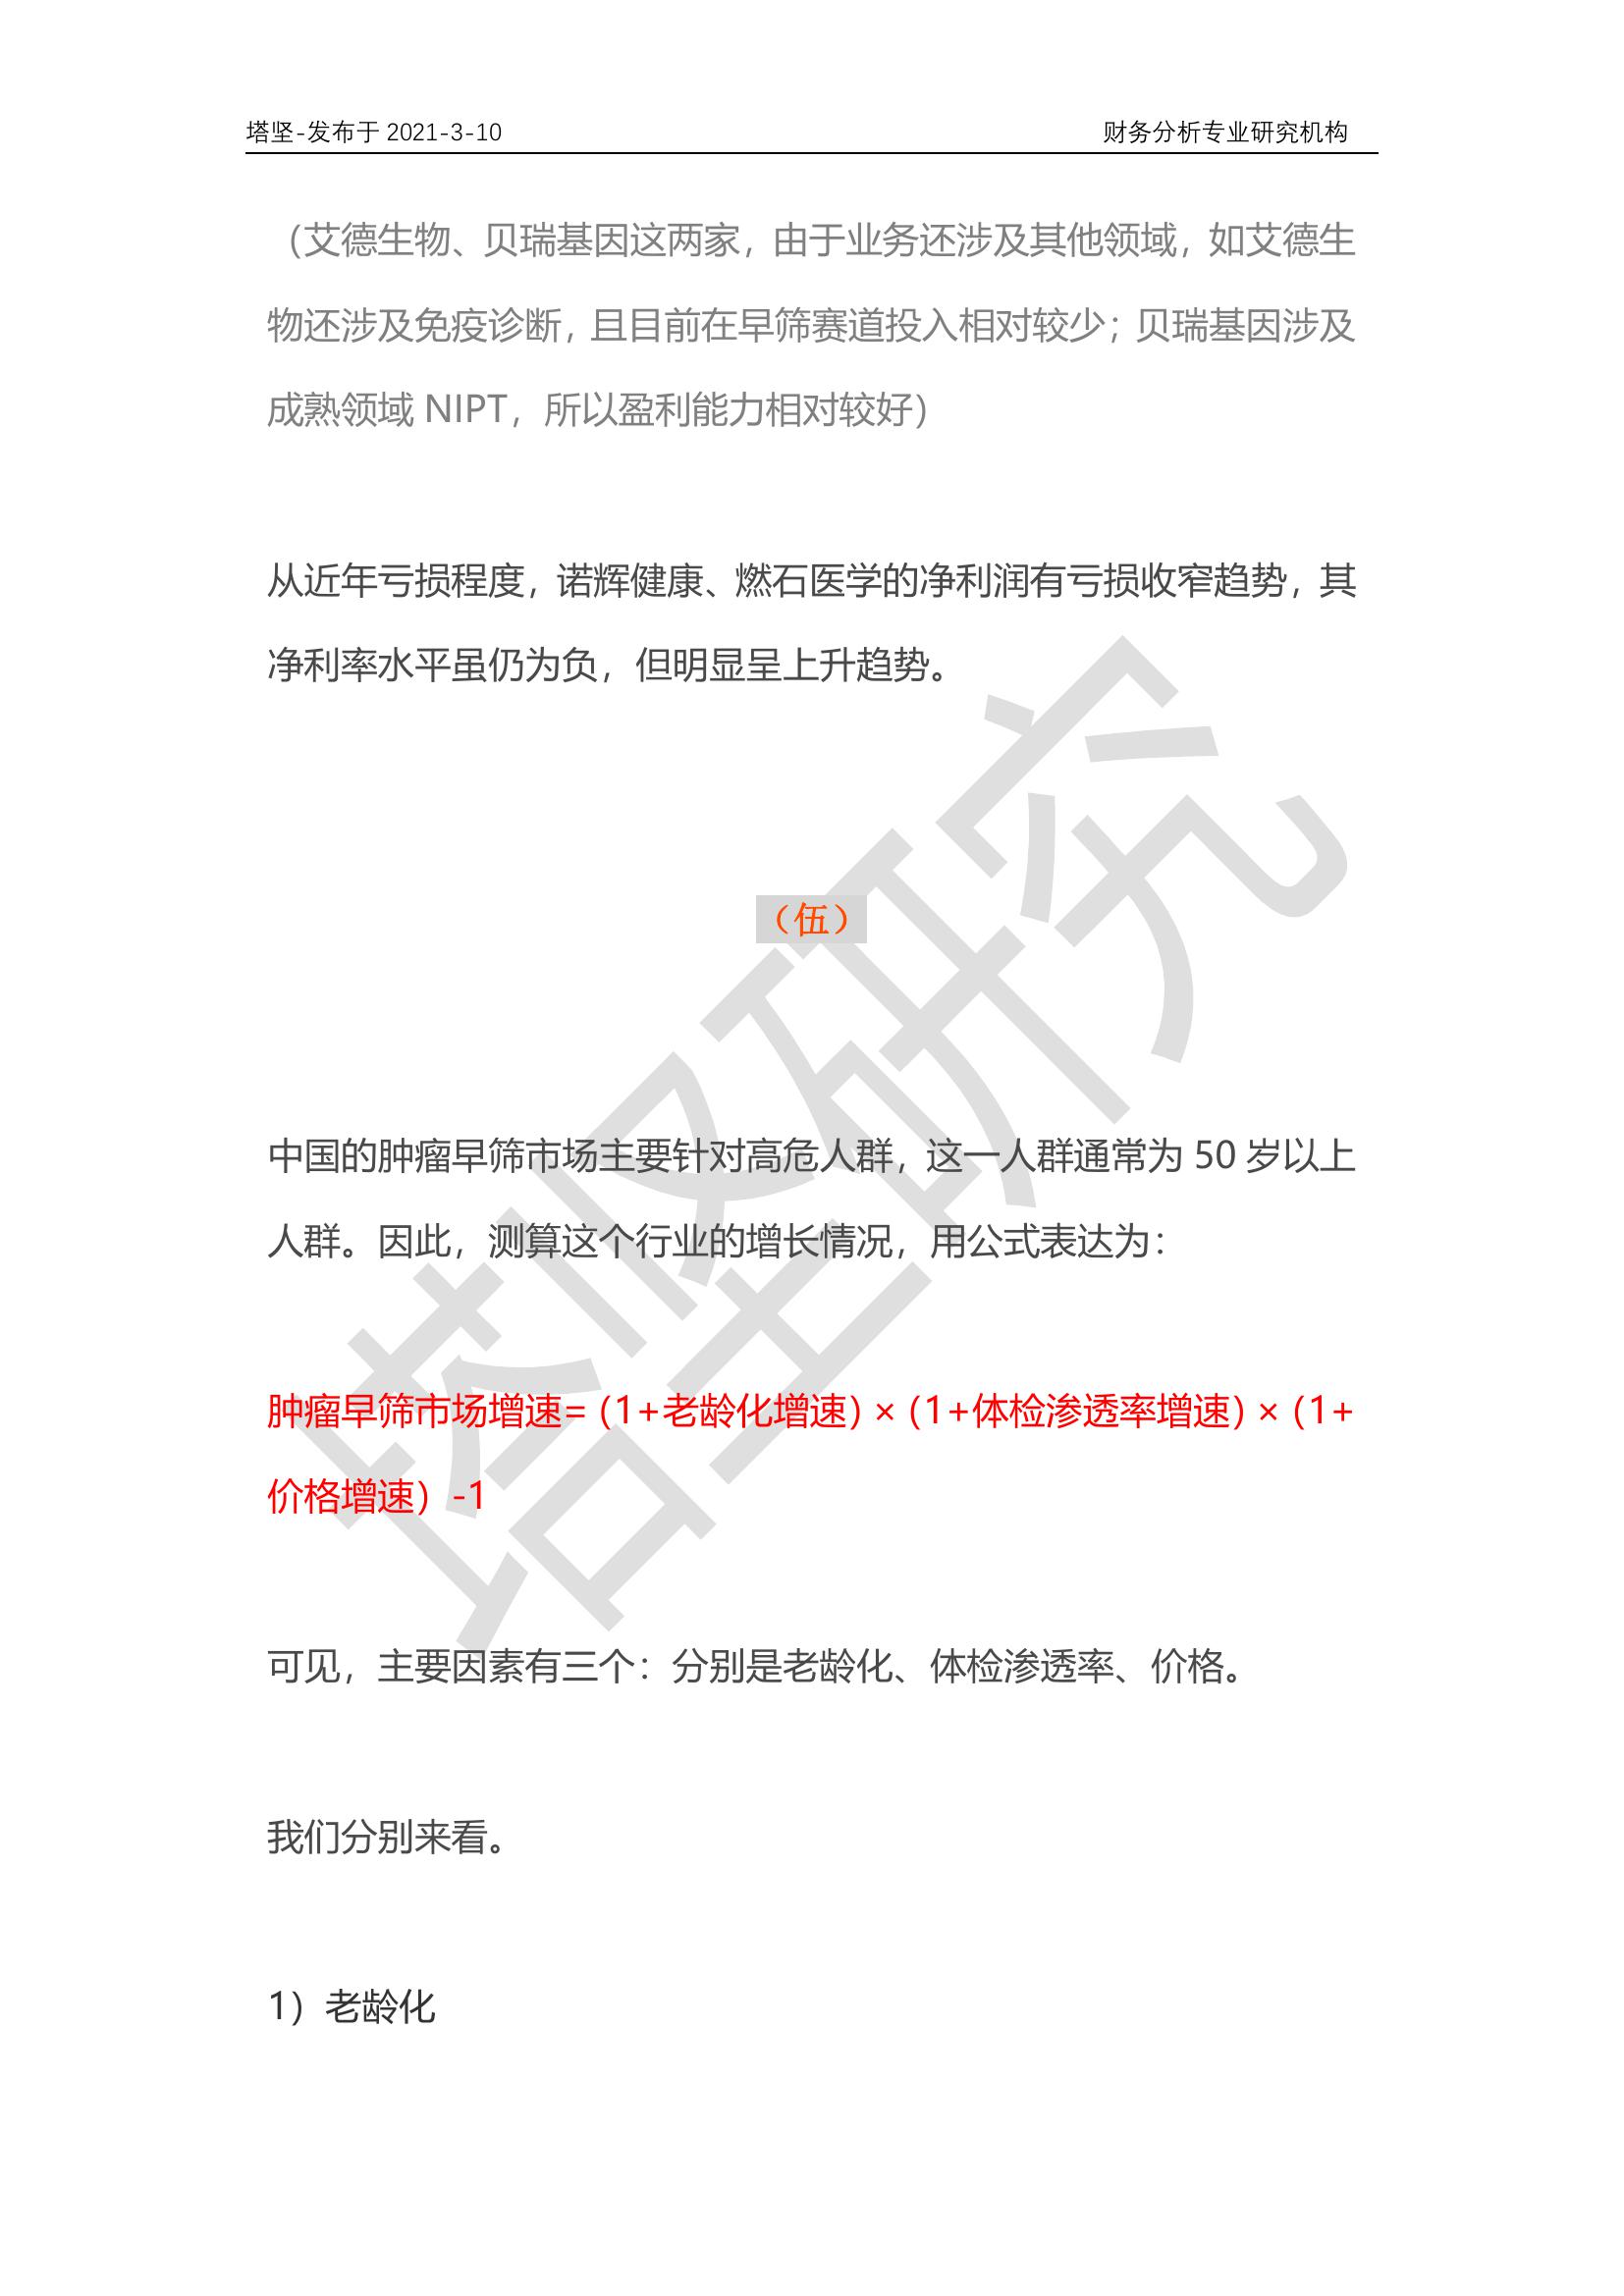 塔坚-发布于 2021-3-10 财务分析专业研究机构
（艾德生物、贝瑞基因这两家，由于业务还涉及其他领域，如艾德生
物还涉及免疫诊断，且目前在早筛赛道投入相对较少；贝瑞基因涉及
成熟领域 NIPT，所以盈利能力相对较好）
从近年亏损程度，诺辉健康、燃石医学的净利润有亏损收窄趋势，其
净利率水平虽仍为负，但明显呈上升趋势。
（伍）
中国的肿瘤早筛市场主要针对高危人群，这一人群通常为 50 岁以上
人群。因此，测算这个行业的增长情况，用公式表达为：
肿瘤早筛市场增速=（1+老龄化增速）×（1+体检渗透率增速）×（1+
价格增速）-1
可见，主要因素有三个：分别是老龄化、体检渗透率、价格。
我们分别来看。
1）老龄化
塔坚研究